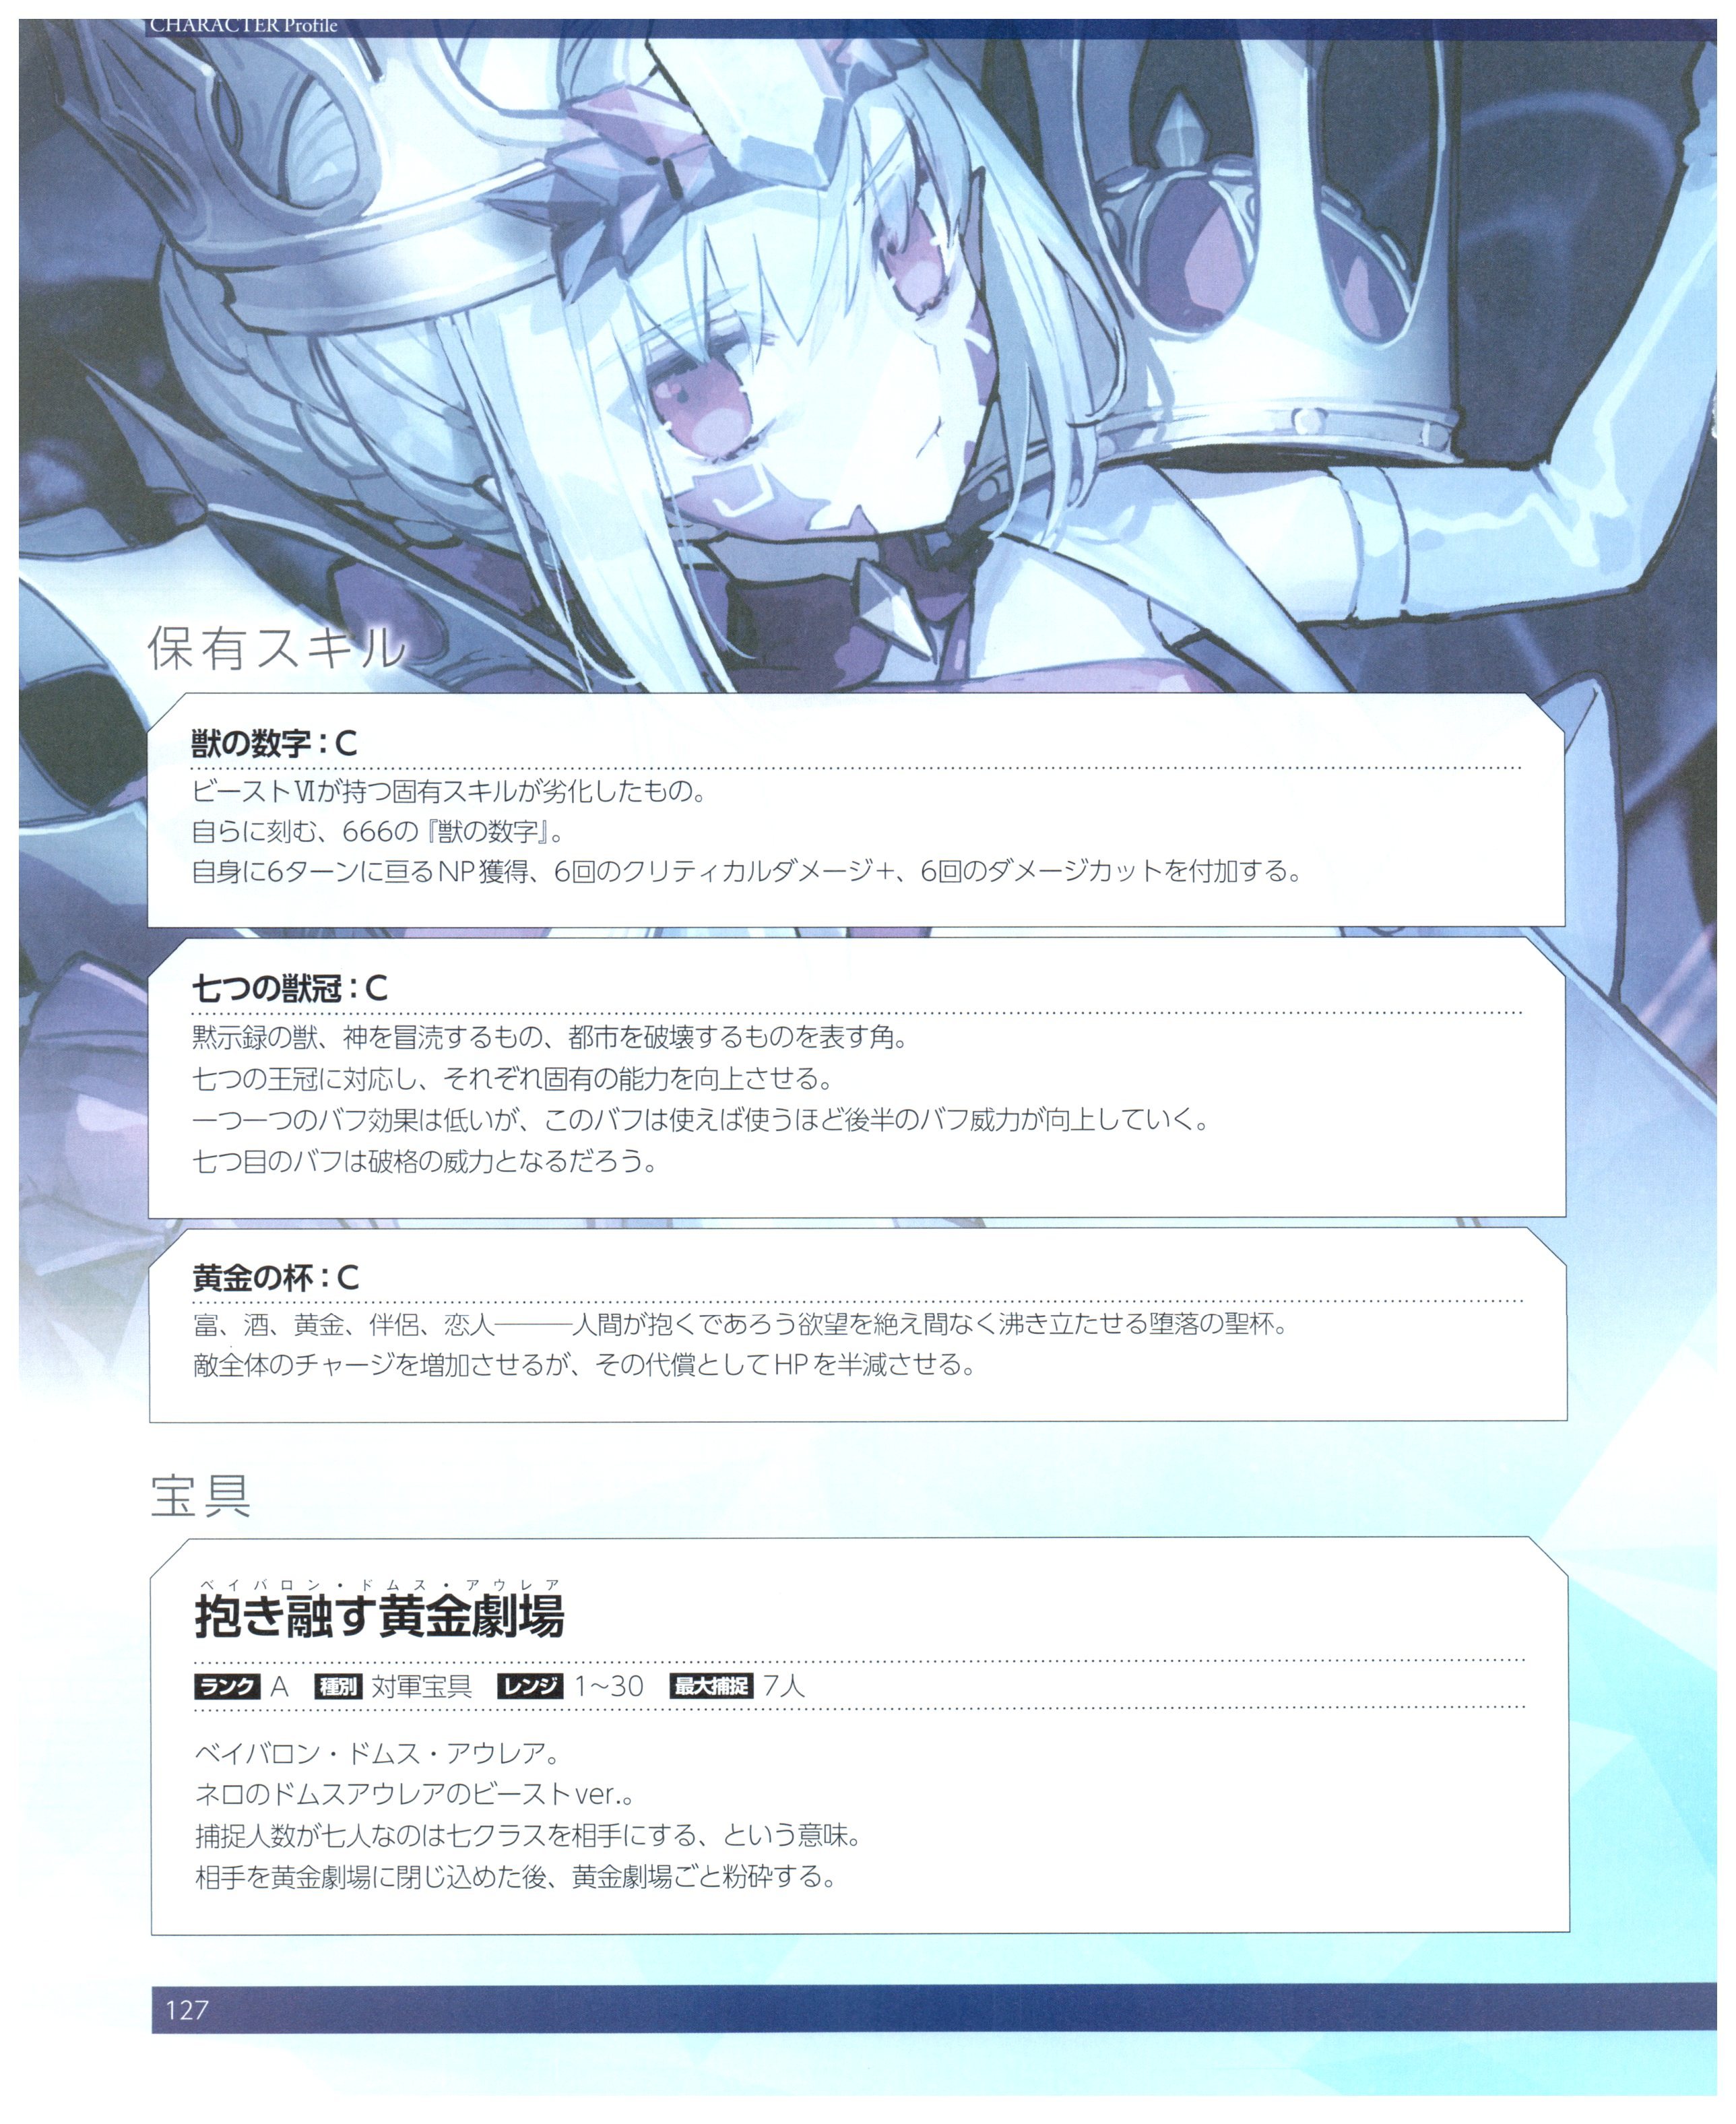 CHARACTER Profile
保有スキル
獣の数字：C
ビーストⅥが持つ固有スキルが劣化したもの。
自らに刻む、666の『獣の数字』。
自身に6ターンに亘るNP獲得、6回のクリティカルダメージ＋、6回のダメージカットを付加する。
七つの獣冠：C
黙示録の獣、神を冒涜するもの、都市を破壊するものを表す角。
七つの王冠に対応し、それぞれ固有の能力を向上させる。
一つ一つのバフ効果は低いが、このバフは使えば使うほど後半のバフ威力が向上していく。
七つ目のバフは破格の威力となるだろう。
黄金の杯：C
富、酒、黄金、伴侶、恋人―――人間が抱くであろう欲望を絶え間なく沸き立たせる堕落の聖杯。
敵全体のチャージを増加させるが、その代償としてHPを半減させる。
宝具
ベイバロン・ドムス・アウレア
抱き融す黄金劇場
ランク A 種別 対軍宝具 レンジ 1～30 最大捕捉 7人
ベイバロン・ドムス・アウレア。
ネロのドムスアウレアのビーストver.。
捕捉人数が七人なのは七クラスを相手にする、という意味。
相手を黄金劇場に閉じ込めた後、黄金劇場ごと粉砕する。
127